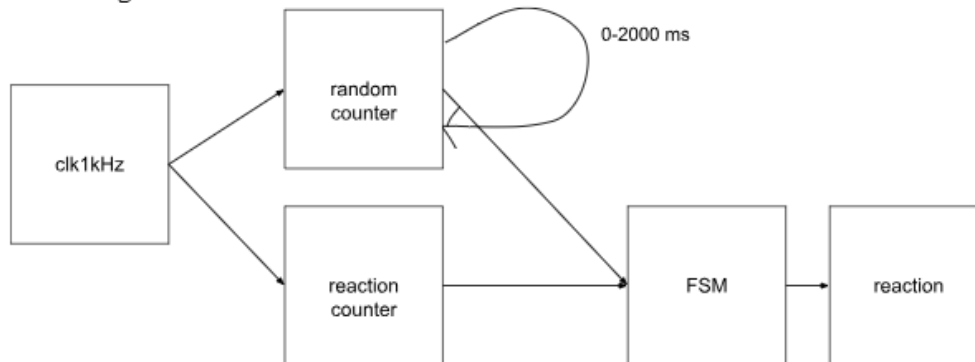 0-2000 ms
random
counter
clk1kHz
reaction
counter
FSM
reaction